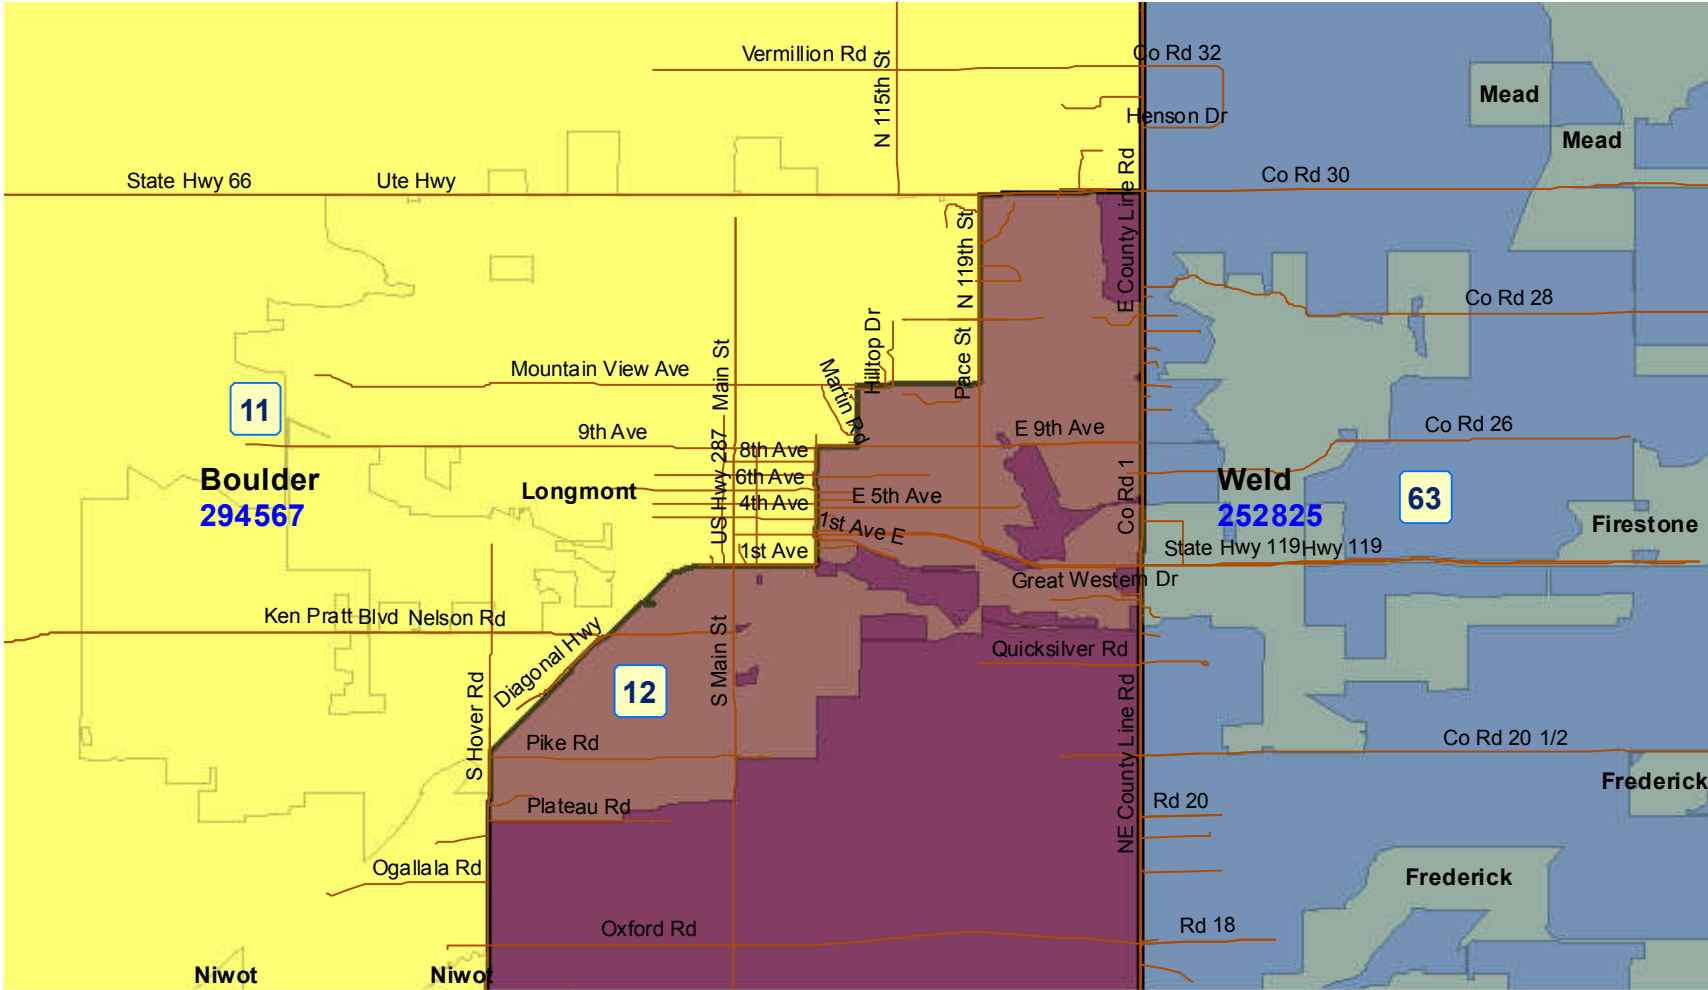 Vermillion Rd
N 115th St
Co Rd 32
Henson Dr
Mead
Mead
State Hwy 66
Ute Hwy
E County Line Rd
Co Rd 30
N 119th St
Co Rd 28
Hilltop Dr
Pace St
Main St
Mountain View Ave
Martin Rd
11
9th Ave
8th Ave
E 9th Ave
Co Rd 26
Boulder
294567
Longmont
US Hwy 287
6th Ave
4th Ave
E 5th Ave
1st Ave E
1st Ave
Co Rd 1
Weld
252825
63
Firestone
State Hwy 119
Hwy 119
Great Western Dr
Ken Pratt Blvd
Nelson Rd
Diagonal Hwy
S Main St
Quicksilver Rd
12
S Hover Rd
Pike Rd
NE County Line Rd
Co Rd 20 1/2
Frederick
Plateau Rd
Rd 20
Ogallala Rd
Frederick
Oxford Rd
Rd 18
Niwot
Niwot